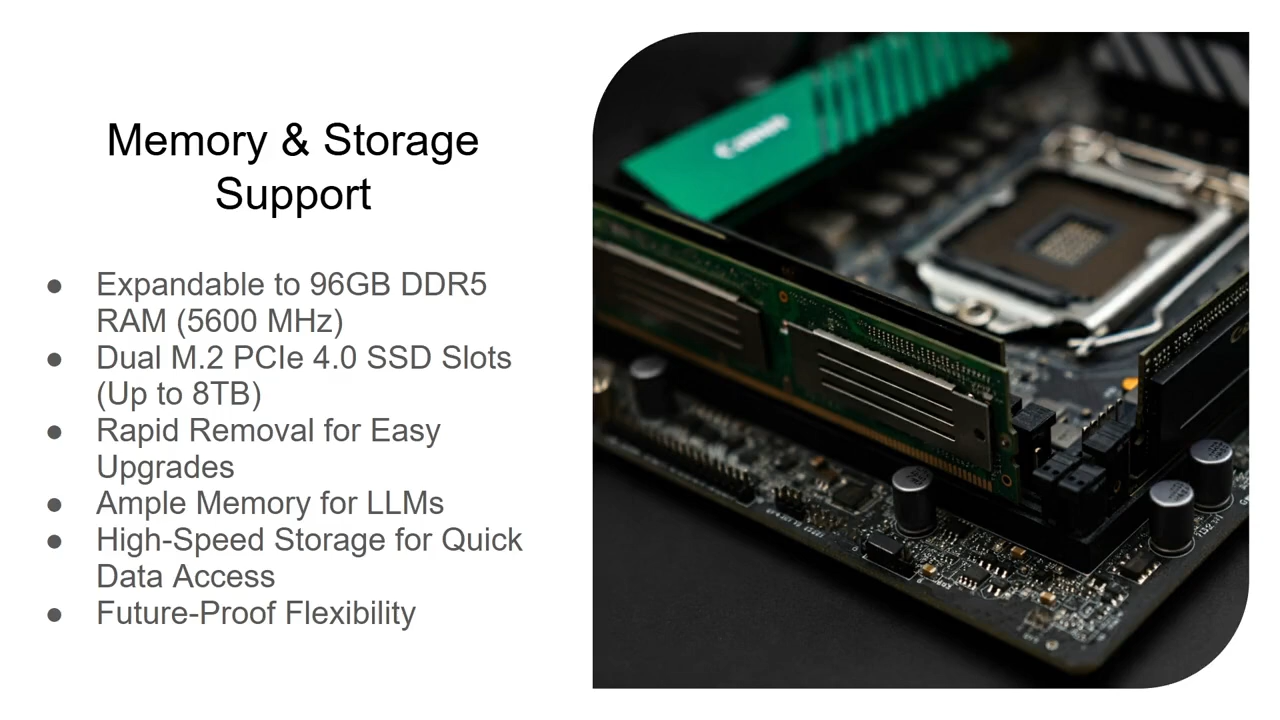 Memory & Storage
Support
● Expandable to 96GB DDR5
RAM (5600 MHz)
● Dual M.2 PCIe 4.0 SSD Slots
(Up to 8TB)
● Rapid Removal for Easy
Upgrades
● Ample Memory for LLMs
● High-Speed Storage for Quick
Data Access
● Future-Proof Flexibility